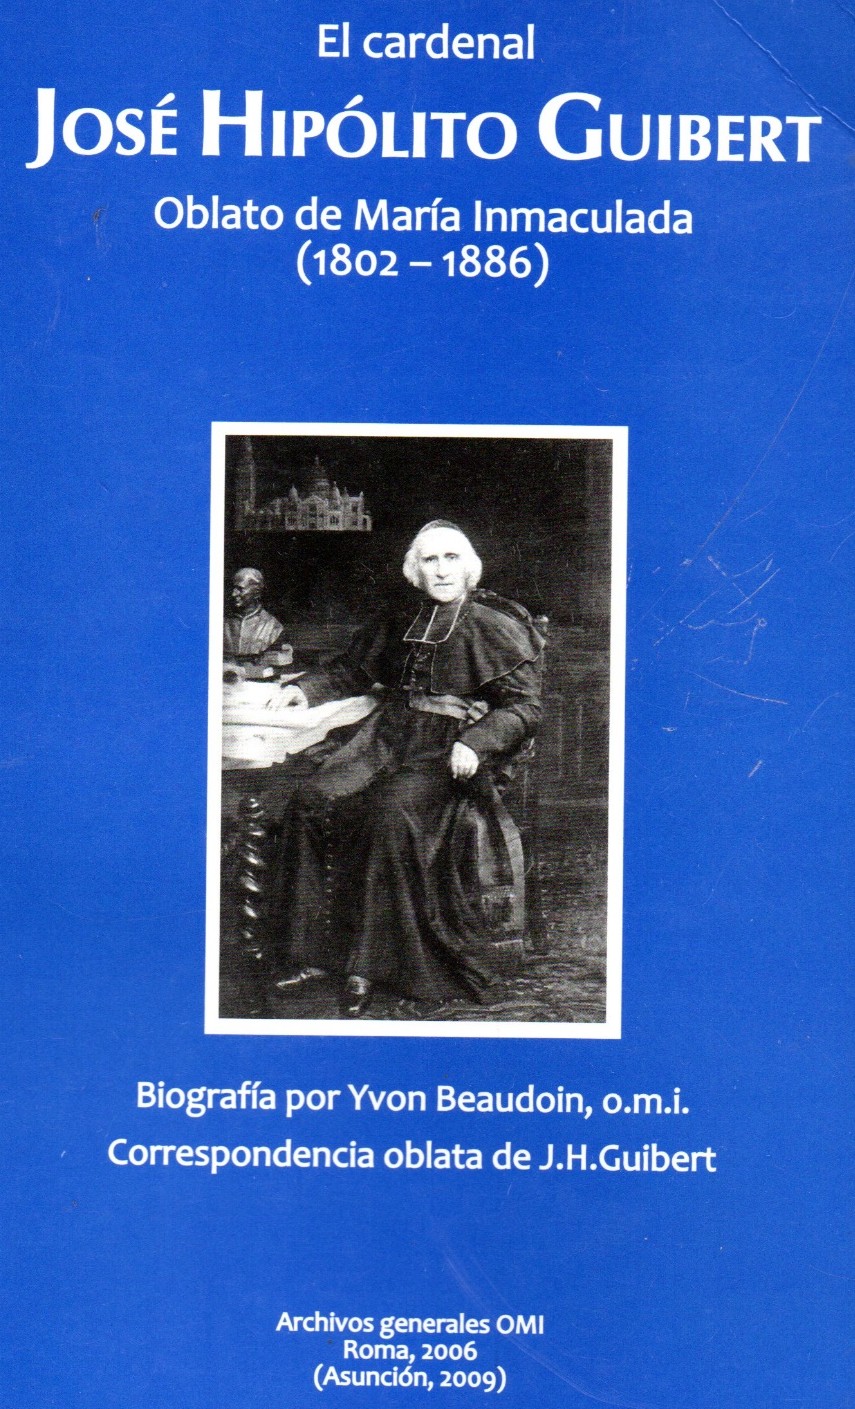 El cardenal
JOSÉ HIPÓLITO GUIBERT
Oblato de María Inmaculada
(1802 – 1886)
Biografía por Yvon Beaudoin, o.m.i.
Correspondencia oblata de J.H.Guibert
Archivos generales OMI
Roma, 2006
(Asunción, 2009)